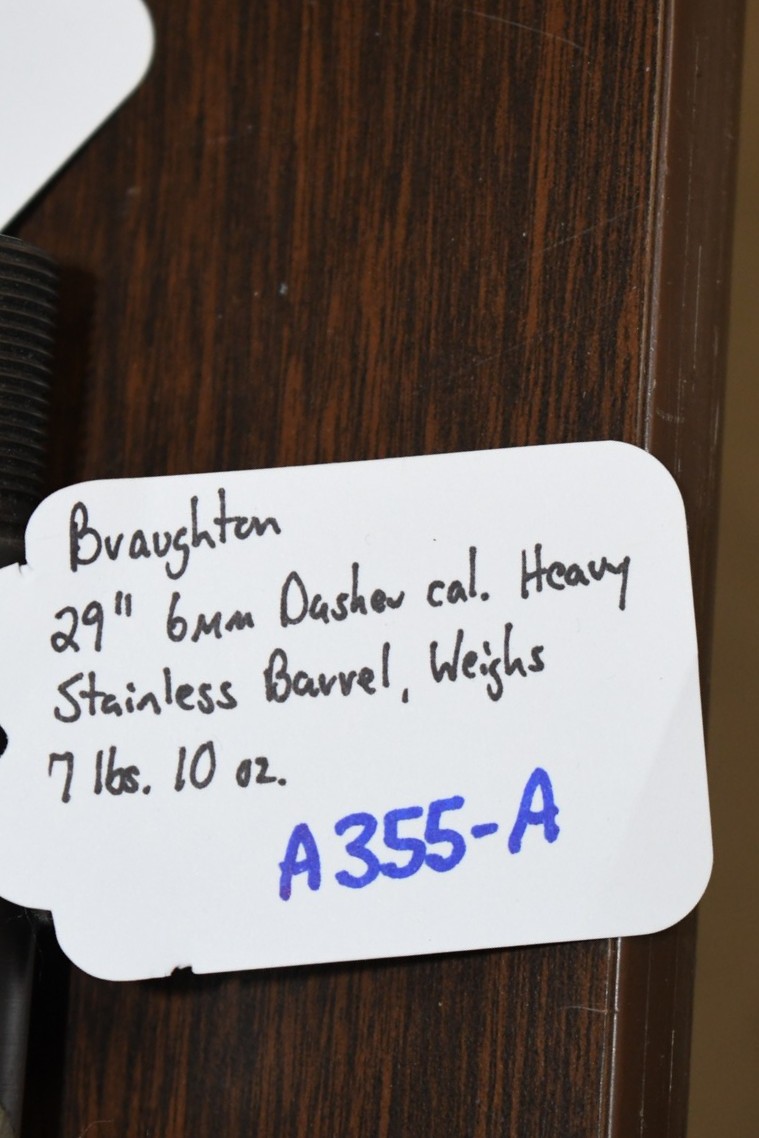 Braughton
29" 6mm Dasher cal. Heavy
Stainless Barrel, Weighs
7 lbs. 10 oz.
A355-A